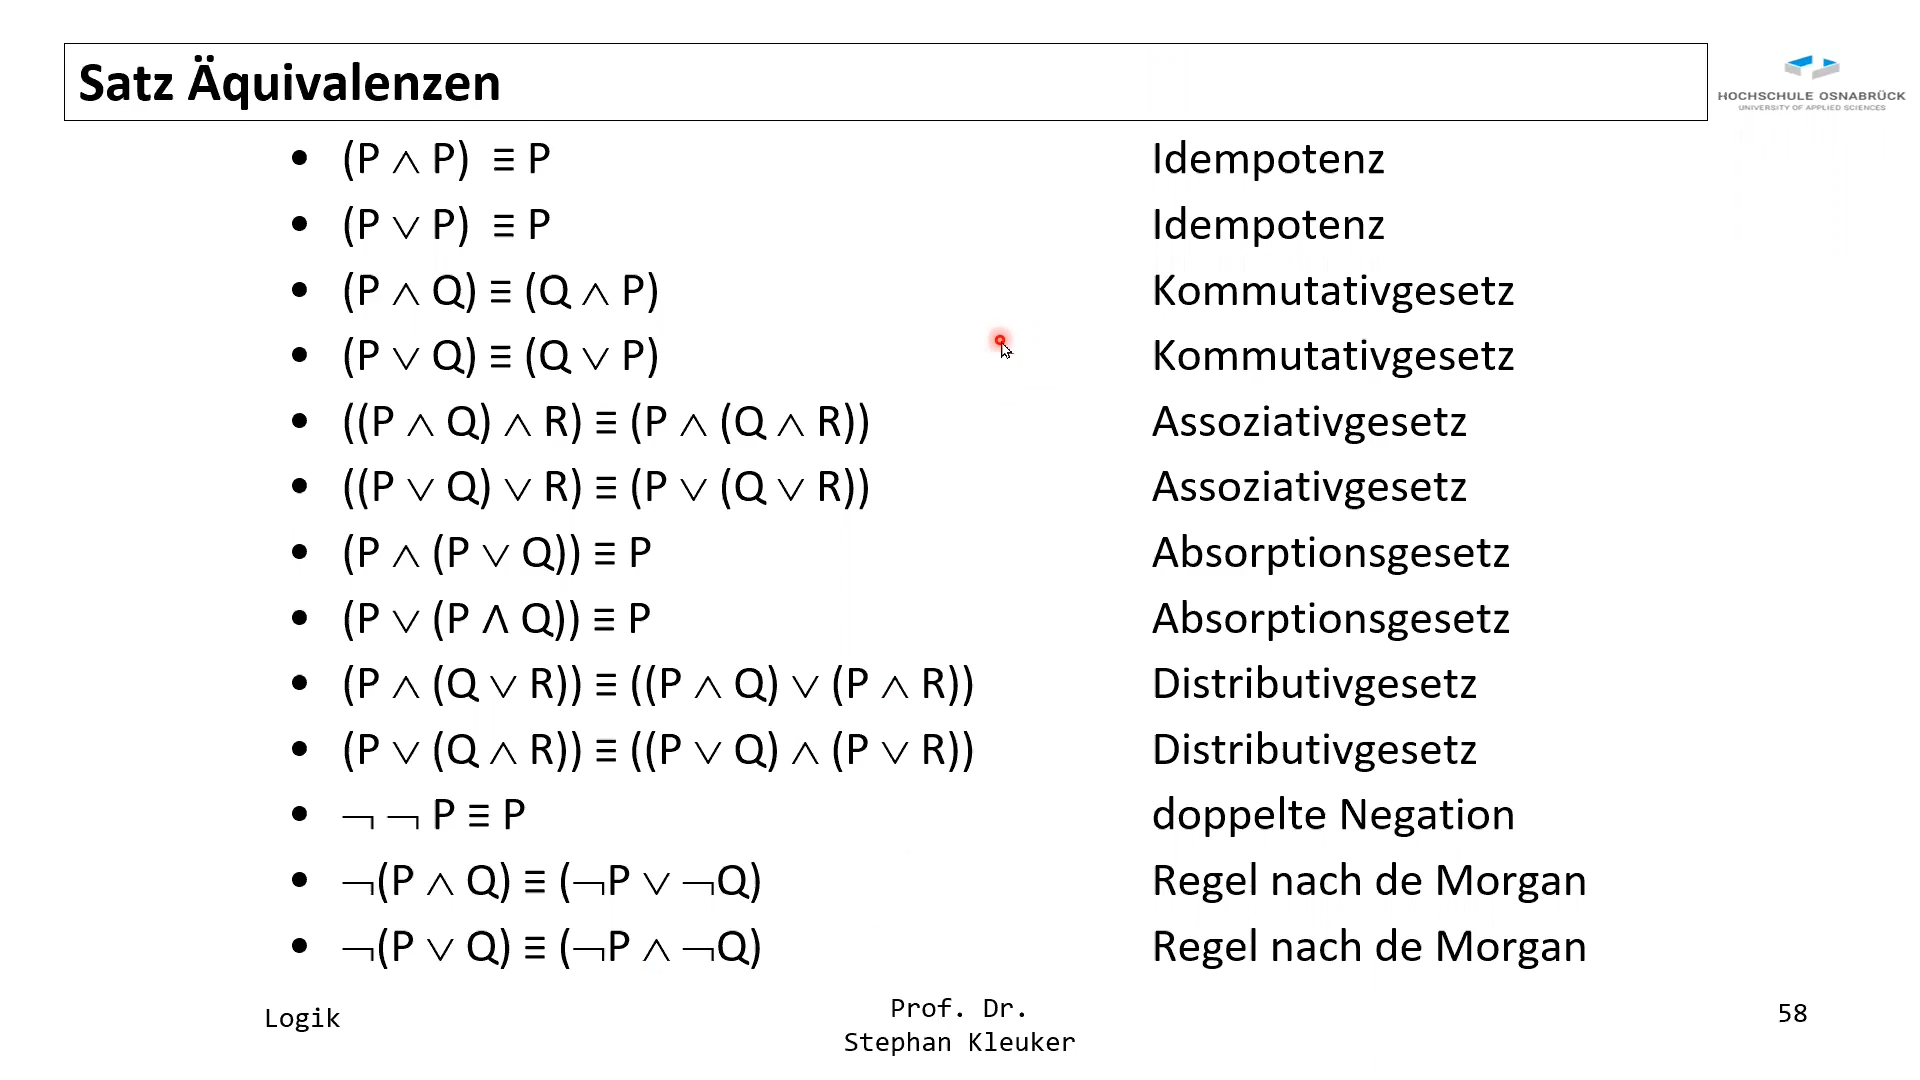 Satz Äquivalenzen
HOCHSCHULE OSNABRÜCK
UNIVERSITY OF APPLIED SCIENCES
• (P ∧ P) ≡ P Idempotenz
• (P ∨ P) ≡ P Idempotenz
• (P ∧ Q) ≡ (Q ∧ P) Kommutativgesetz
• (P ∨ Q) ≡ (Q ∨ P) Kommutativgesetz
• ((P ∧ Q) ∧ R) ≡ (P ∧ (Q ∧ R)) Assoziativgesetz
• ((P ∨ Q) ∨ R) ≡ (P ∨ (Q ∨ R)) Assoziativgesetz
• (P ∧ (P ∨ Q)) ≡ P Absorptionsgesetz
• (P ∨ (P Λ Q)) ≡ P Absorptionsgesetz
• (P ∧ (Q ∨ R)) ≡ ((P ∧ Q) ∨ (P ∧ R)) Distributivgesetz
• (P ∨ (Q ∧ R)) ≡ ((P ∨ Q) ∧ (P ∨ R)) Distributivgesetz
• ¬ ¬ P ≡ P doppelte Negation
• ¬(P ∧ Q) ≡ (¬P ∨ ¬Q) Regel nach de Morgan
• ¬(P ∨ Q) ≡ (¬P ∧ ¬Q) Regel nach de Morgan
Logik
Prof. Dr.
Stephan Kleuker
58